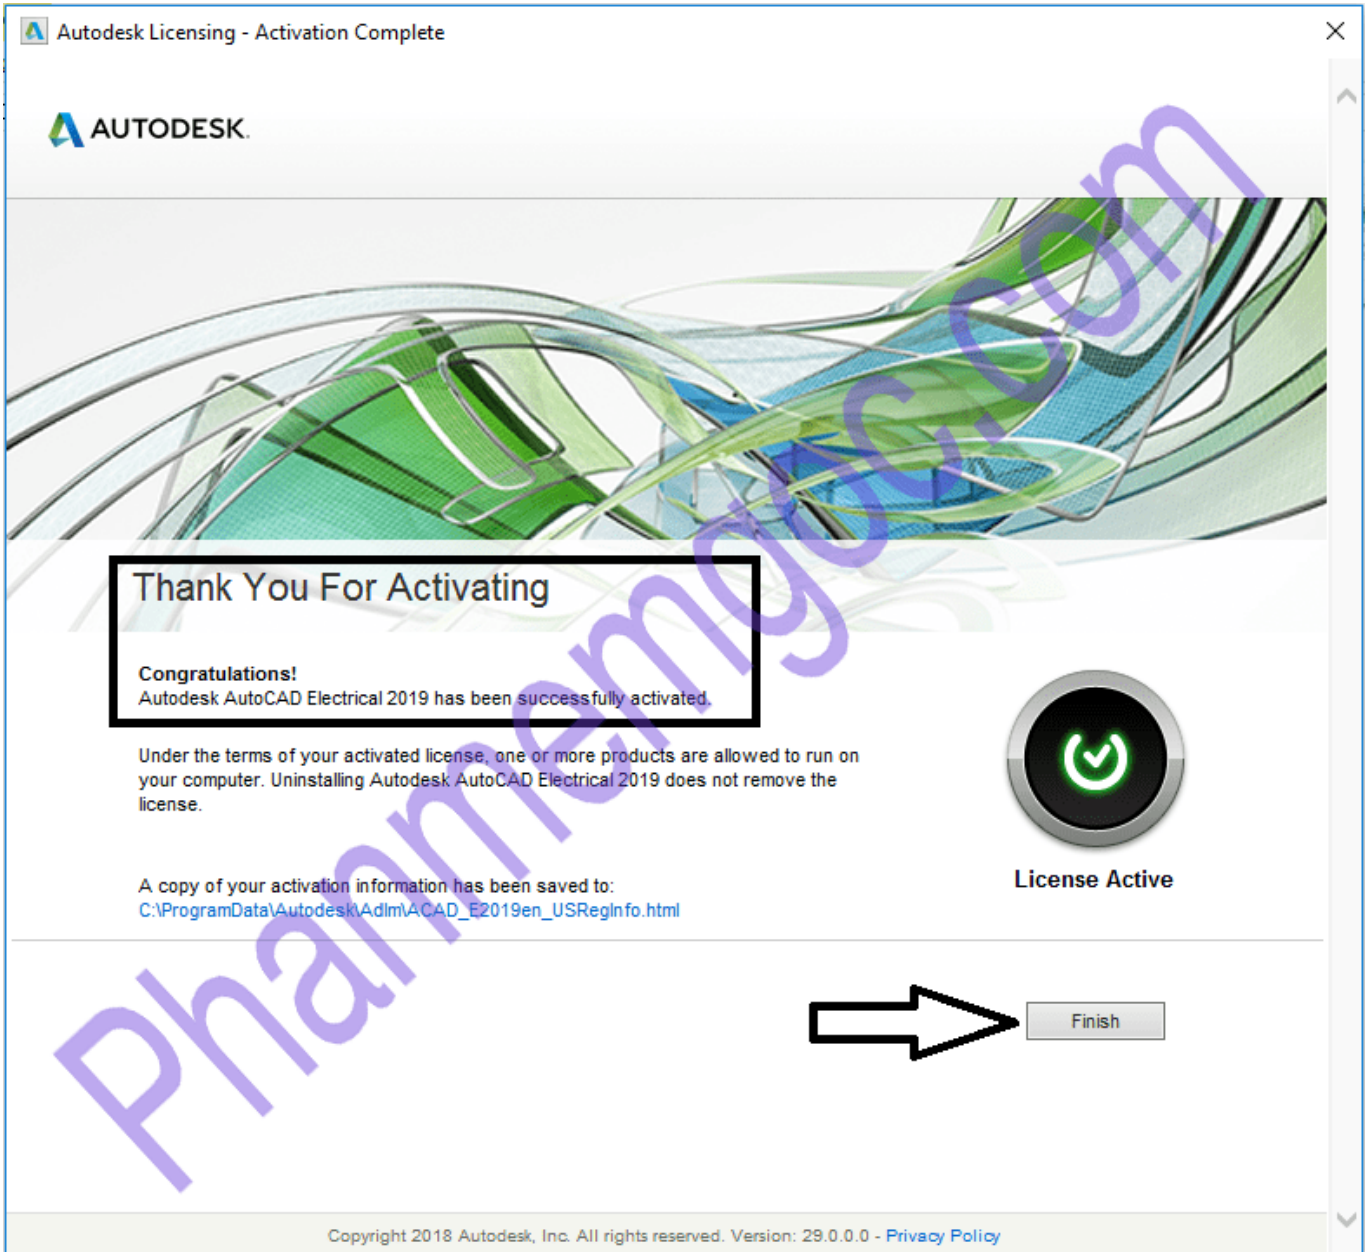 Autodesk Licensing - Activation Complete
AUTODESK.
Thank You For Activating
Congratulations!
Autodesk AutoCAD Electrical 2019 has been successfully activated.
Under the terms of your activated license, one or more products are allowed to run on
your computer. Uninstalling Autodesk AutoCAD Electrical 2019 does not remove the
license.
License Active
A copy of your activation information has been saved to:
C:\ProgramData\Autodesk\Adlm\ACAD_E2019en_USRegInfo.html
Finish
Phanmemgoc.com
Copyright 2018 Autodesk, Inc. All rights reserved. Version: 29.0.0.0 - Privacy Policy